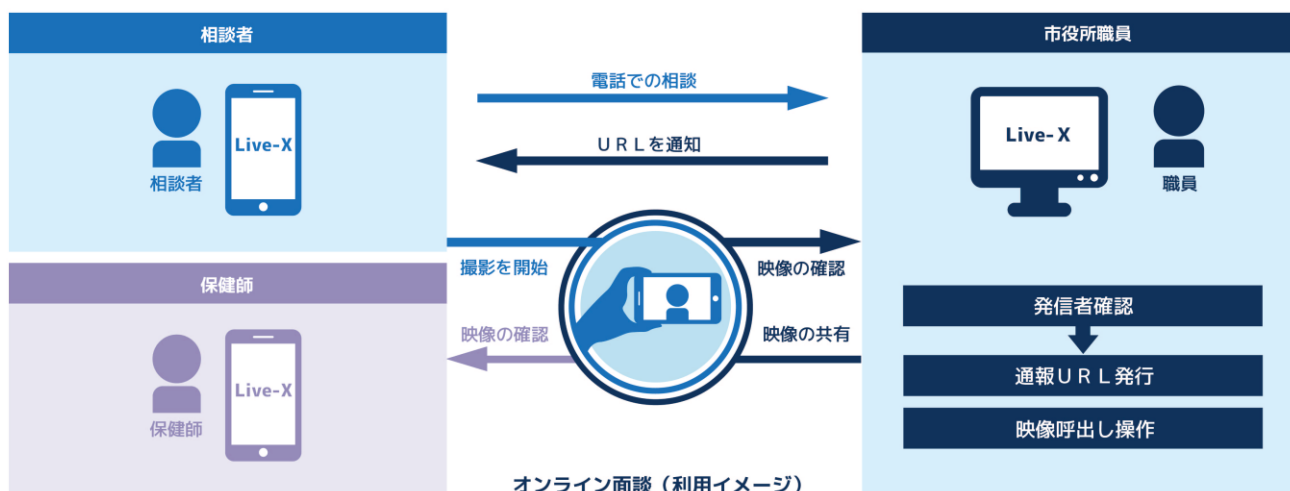 相談者
Live-X
相談者
保健師
Live-X
保健師
電話での相談
URLを通知
撮影を開始
映像の確認
映像の確認
映像の共有
オンライン面談（利用イメージ）
市役所職員
Live-X
職員
発信者確認
通報URL発行
映像呼出し操作